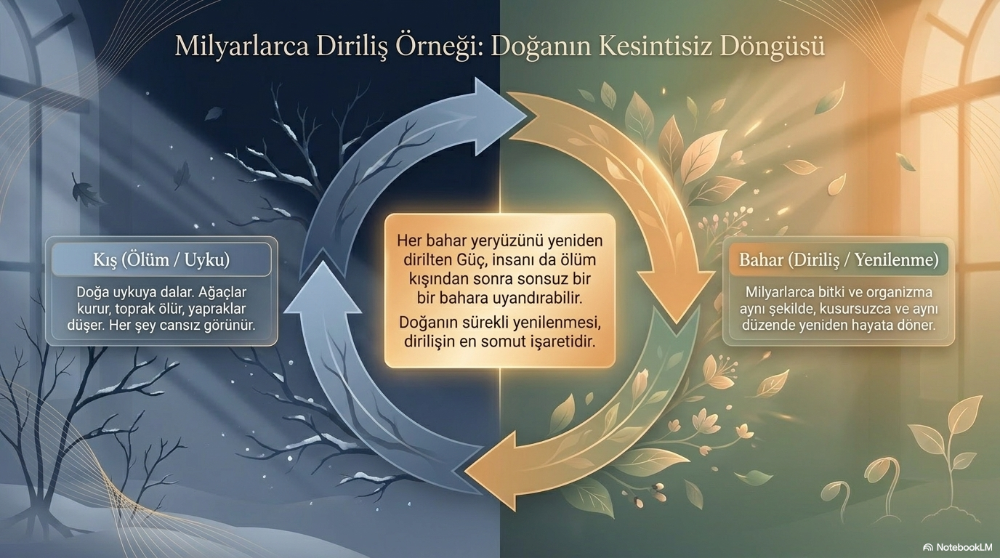 Milyarlarca Diriliş Örneği: Doğanın Kesintisiz Döngüsü
Kış (Ölüm / Uyku)
Doğa uykuya dalar. Ağaçlar
kurur, toprak ölür, yapraklar
düşer. Her şey cansız görünür.
Her bahar yeryüzünü yeniden
dirilten Güç, insanı da ölüm
kışından sonra sonsuz bir
bir bahara uyandırabilir.
Doğanın sürekli yenilenmesi,
dirilişin en somut işaretidir.
Bahar (Diriliş / Yenilenme)
Milyarlarca bitki ve organizma
aynı şekilde, kusursuzca ve aynı
düzende yeniden hayata döner.
NotebookLM